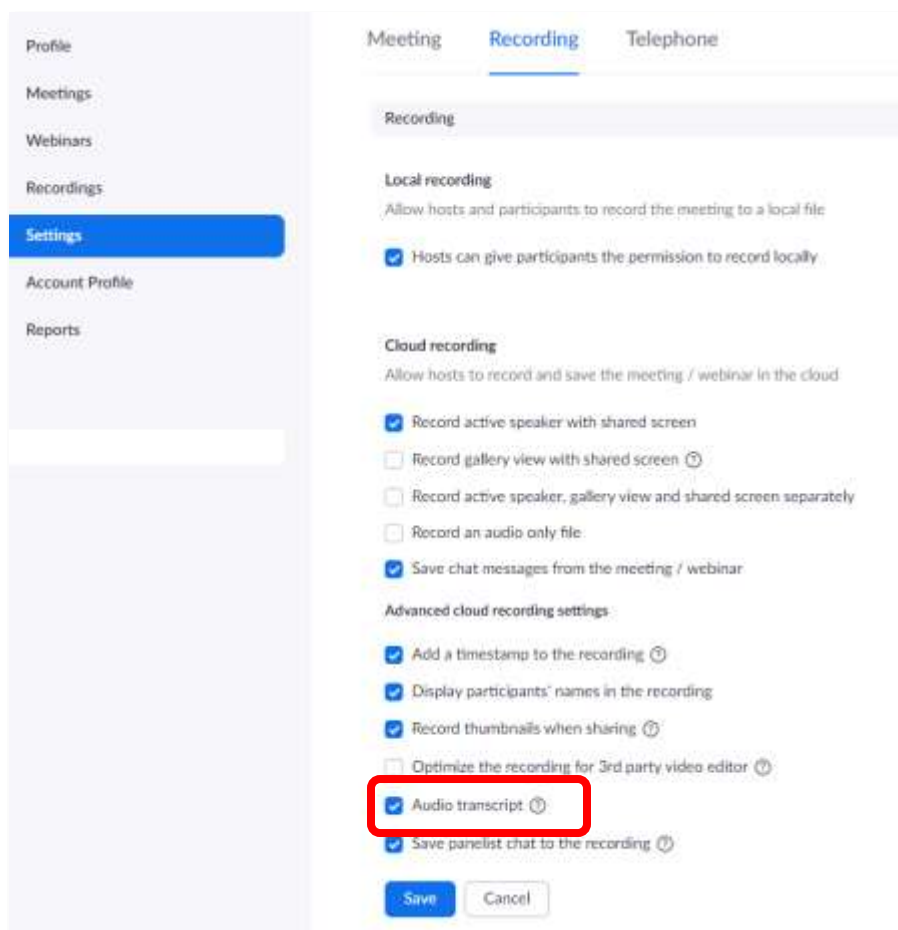 Profile
Meetings
Webinars
Recordings
Settings
Account Profile
Reports
Meeting Recording Telephone
Recording
Local recording
Allow hosts and participants to record the meeting to a local file
Hosts can give participants the permission to record locally
Cloud recording
Allow hosts to record and save the meeting / webinar in the cloud
Record active speaker with shared screen
Record gallery view with shared screen ?
Record active speaker, gallery view and shared screen separately
Record an audio only file
Save chat messages from the meeting / webinar
Advanced cloud recording settings
Add a timestamp to the recording ?
Display participants' names in the recording
Record thumbnails when sharing ?
Optimize the recording for 3rd party video editor ?
Audio transcript ?
Save panelist chat to the recording ?
Save Cancel